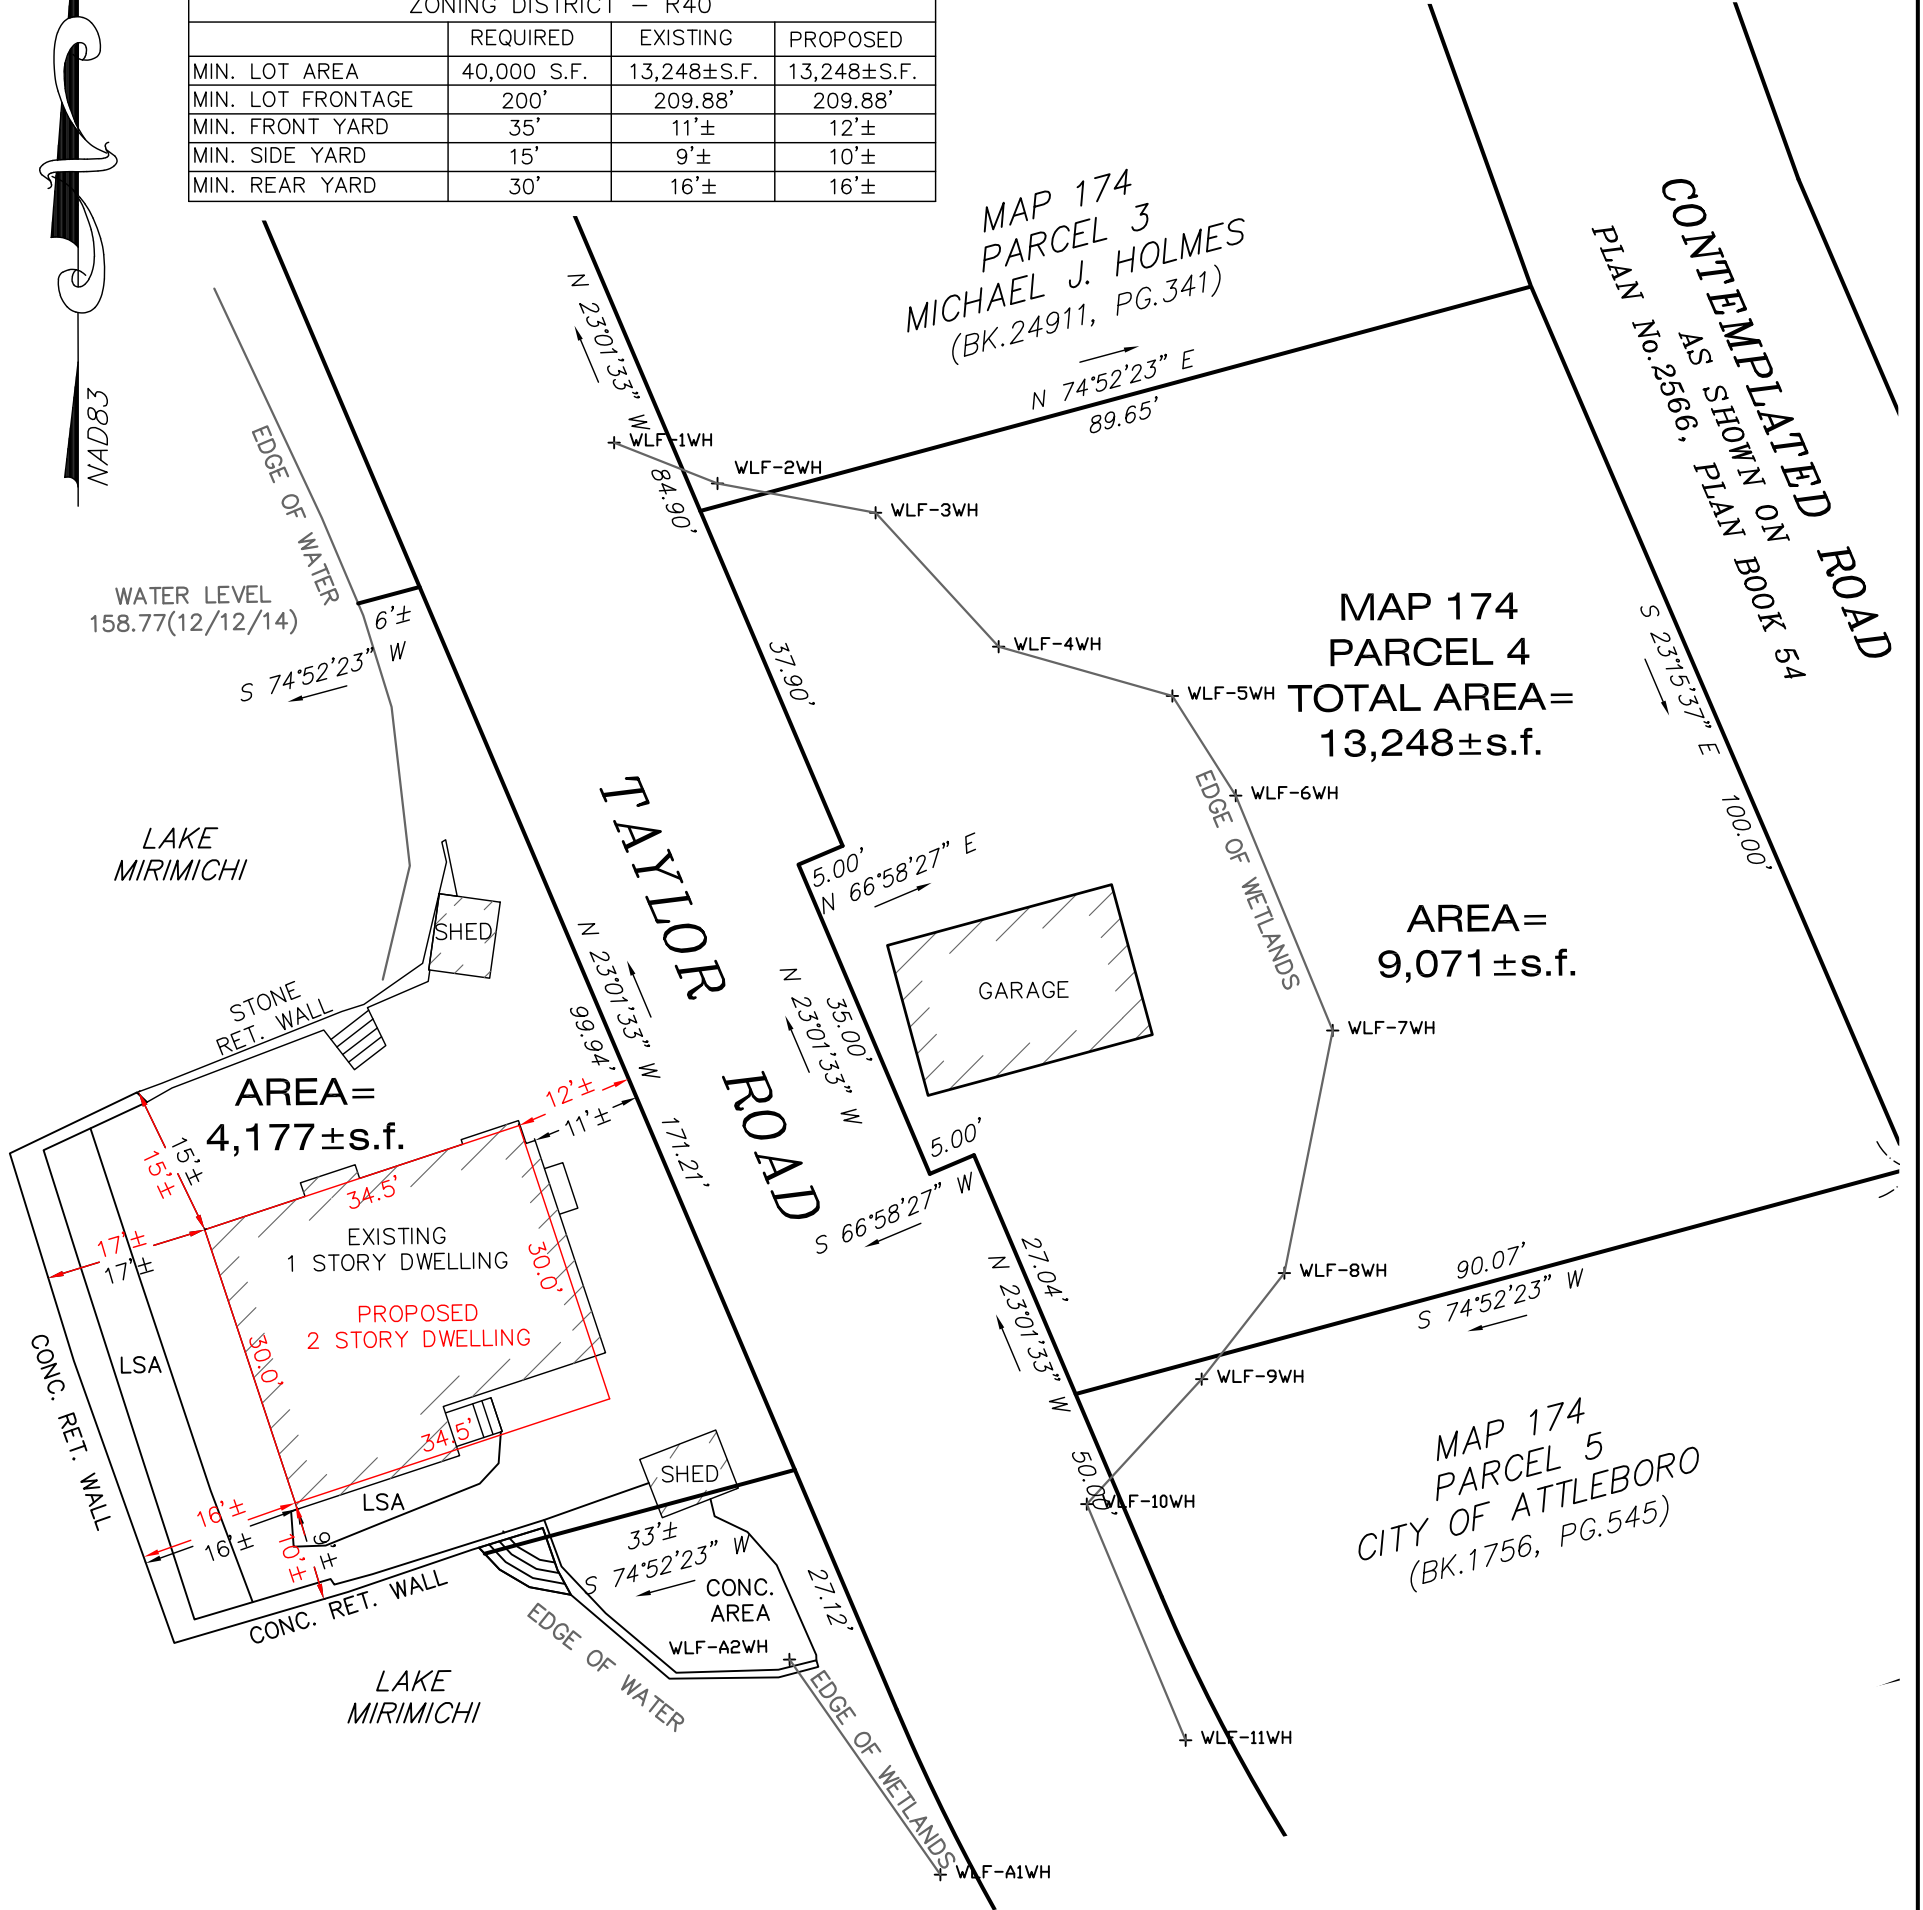 ZONING DISTRICT – R40
REQUIRED EXISTING PROPOSED
MIN. LOT AREA 40,000 S.F. 13,248±S.F. 13,248±S.F.
MIN. LOT FRONTAGE 200' 209.88' 209.88'
MIN. FRONT YARD 35' 11'± 12'±
MIN. SIDE YARD 15' 9'± 10'±
MIN. REAR YARD 30' 16'± 16'±
NAD83
MAP 174
PARCEL 3
MICHAEL J. HOLMES
(BK.24911, PG.341)
N 74°52'23" E
89.65'
CONTEMPLATED ROAD
AS SHOWN ON
PLAN No.2566, PLAN BOOK 54
N 23°01'33" W
84.90'
EDGE OF WATER
WATER LEVEL
158.77(12/12/14)
6'±
S 74°52'23" W
WLF-1WH
WLF-2WH
WLF-3WH
WLF-4WH
WLF-5WH
WLF-6WH
WLF-7WH
WLF-8WH
WLF-9WH
WLF-10WH
WLF-11WH
37.90'
MAP 174
PARCEL 4
TOTAL AREA=
13,248±s.f.
S 23°15'37" E
100.00'
EDGE OF WETLANDS
AREA=
9,071±s.f.
LAKE
MIRIMICHI
SHED
STONE
RET. WALL
TAYLOR ROAD
5.00'
N 66°58'27" E
GARAGE
N 23°01'33" W
99.94'
171.21'
35.00'
N 23°01'33" W
5.00'
S 66°58'27" W
27.04'
N 23°01'33" W
50.00'
90.07'
S 74°52'23" W
AREA=
4,177±s.f.
12'±
11'±
15'±
15'±
34.5'
17'±
17'±
EXISTING
1 STORY DWELLING
30.0'
PROPOSED
2 STORY DWELLING
30.0'
34.5'
LSA
CONC. RET. WALL
16'±
16'±
LSA
9'±
10'±
SHED
CONC. RET. WALL
33'±
S 74°52'23" W
CONC.
AREA
27.12'
WLF-A2WH
EDGE OF WATER
EDGE OF WETLANDS
WLF-A1WH
LAKE
MIRIMICHI
MAP 174
PARCEL 5
CITY OF ATTLEBORO
(BK.1756, PG.545)